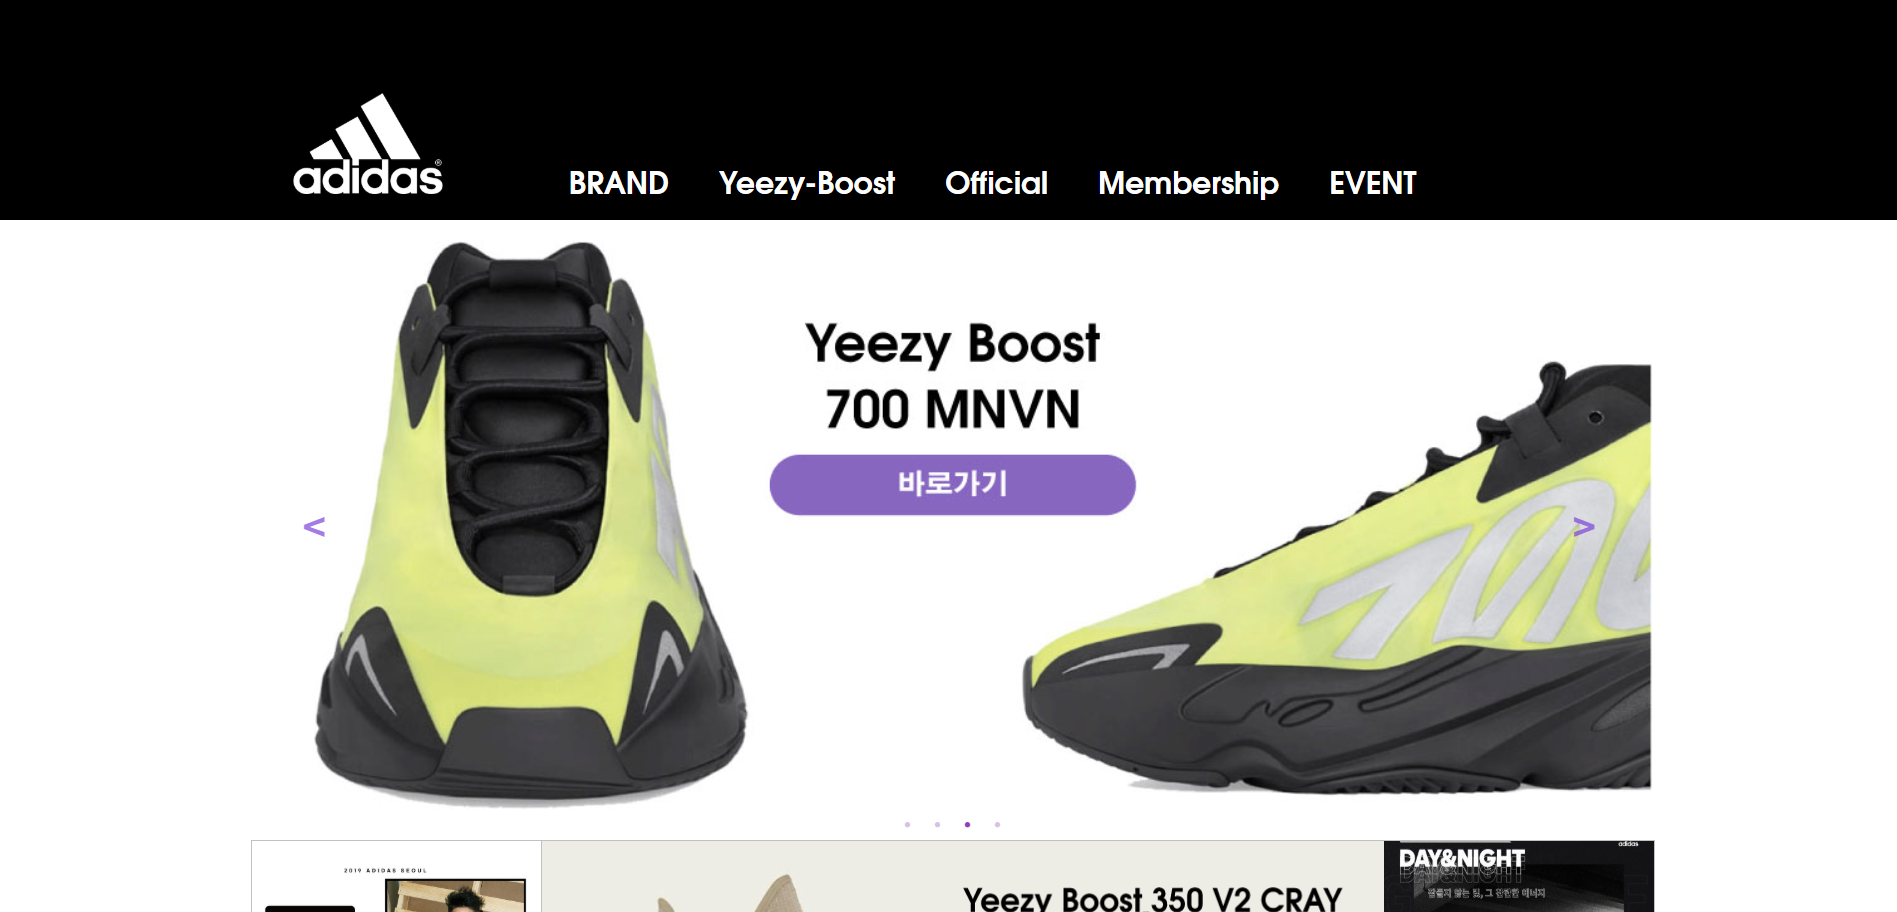 adidas®
BRAND Yeezy-Boost Official Membership EVENT
Yeezy Boost
700 MNVN
바로가기
< >
700
2019 ADIDAS SEOUL
Yeezy Boost 350 V2 CRAY
adidas
DAY&NIGHT